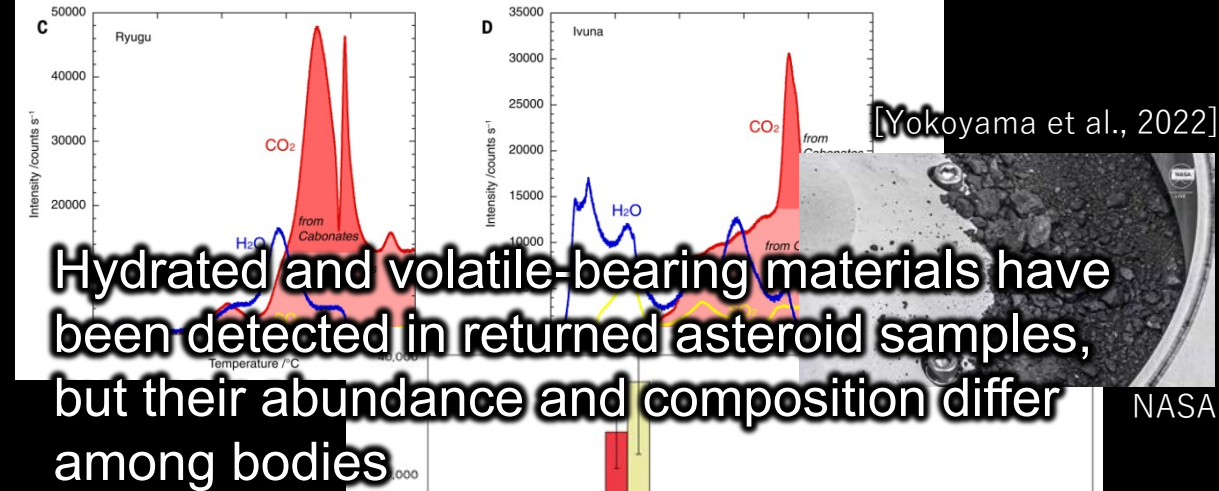 C
Ryugu
50000
40000
30000
20000
Intensity /counts s⁻¹
CO₂
from
Cabonates
H₂O
Temperature /°C
D
Ivuna
35000
30000
25000
20000
15000
10000
Intensity /counts s⁻¹
CO₂
from
H₂O
from C
[Yokoyama et al., 2022]
NASA
LIVE
Hydrated and volatile-bearing materials have
been detected in returned asteroid samples,
but their abundance and composition differ
among bodies
NASA